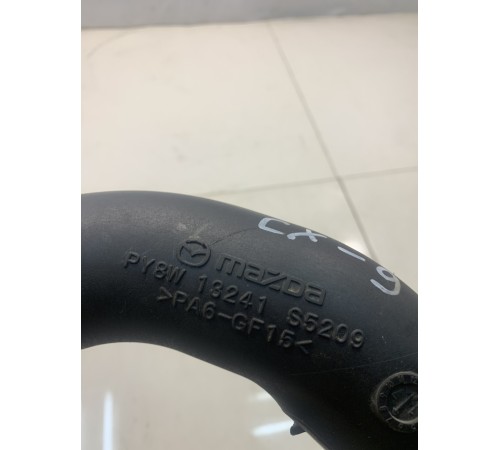 CX-9
mazda
PY8W 13241 S5209
>PA6-GF15<